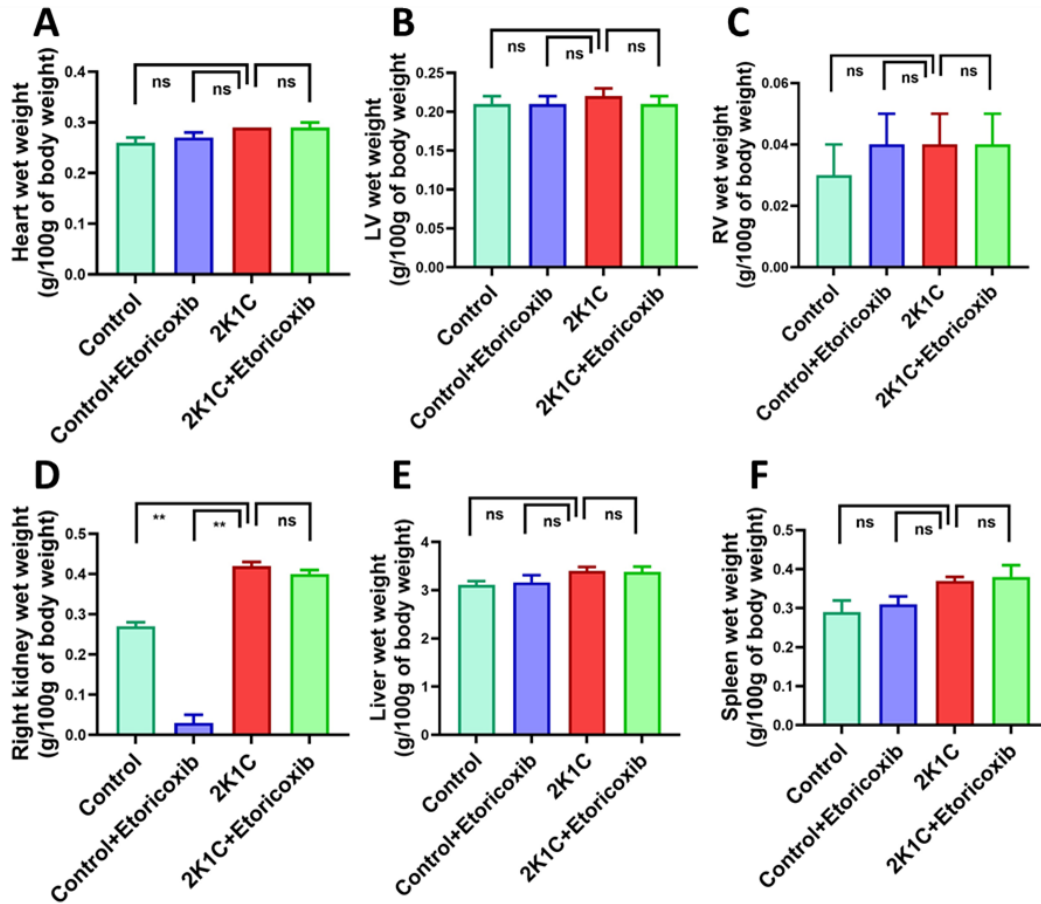 A
Heart wet weight
(g/100g of body weight)
0.4
0.3
0.2
0.1
0.0
ns
ns
ns
Control
Control+Etoricoxib
2K1C
2K1C+Etoricoxib
B
LV wet weight
(g/100g of body weight)
0.25
0.20
0.15
0.10
0.05
0.00
ns
ns
ns
Control
Control+Etoricoxib
2K1C
2K1C+Etoricoxib
C
RV wet weight
(g/100g of body weight)
0.06
0.04
0.02
0.00
ns
ns
ns
Control
Control+Etoricoxib
2K1C
2K1C+Etoricoxib
D
Right kidney wet weight
(g/100g of body weight)
0.5
0.4
0.3
0.2
0.1
0.0
**
**
ns
Control
Control+Etoricoxib
2K1C
2K1C+Etoricoxib
E
Liver wet weight
(g/100g of body weight)
4
3
2
1
0
ns
ns
ns
Control
Control+Etoricoxib
2K1C
2K1C+Etoricoxib
F
Spleen wet weight
(g/100g of body weight)
0.5
0.4
0.3
0.2
0.1
0.0
ns
ns
ns
Control
Control+Etoricoxib
2K1C
2K1C+Etoricoxib